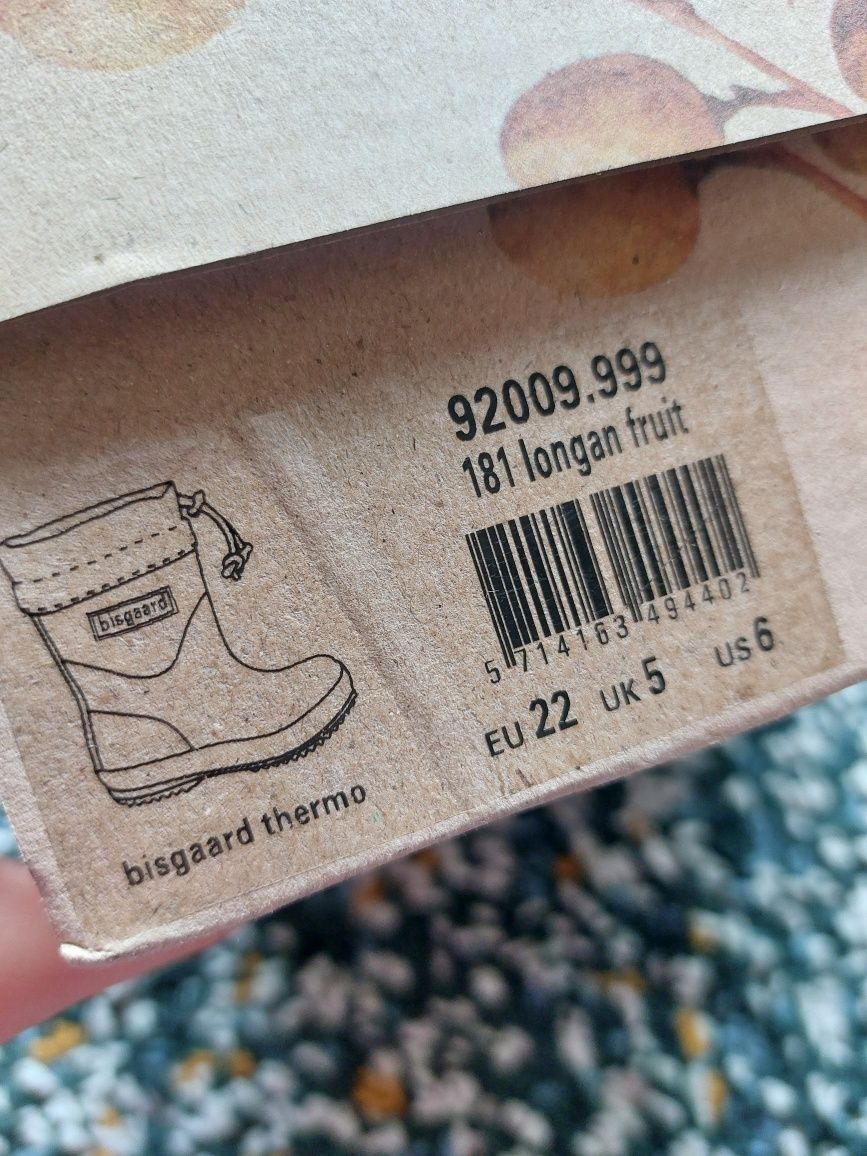 92009.999
181 longan fruit
5 714163 494402
EU 22 UK 5 US 6
bisgaard
bisgaard thermo